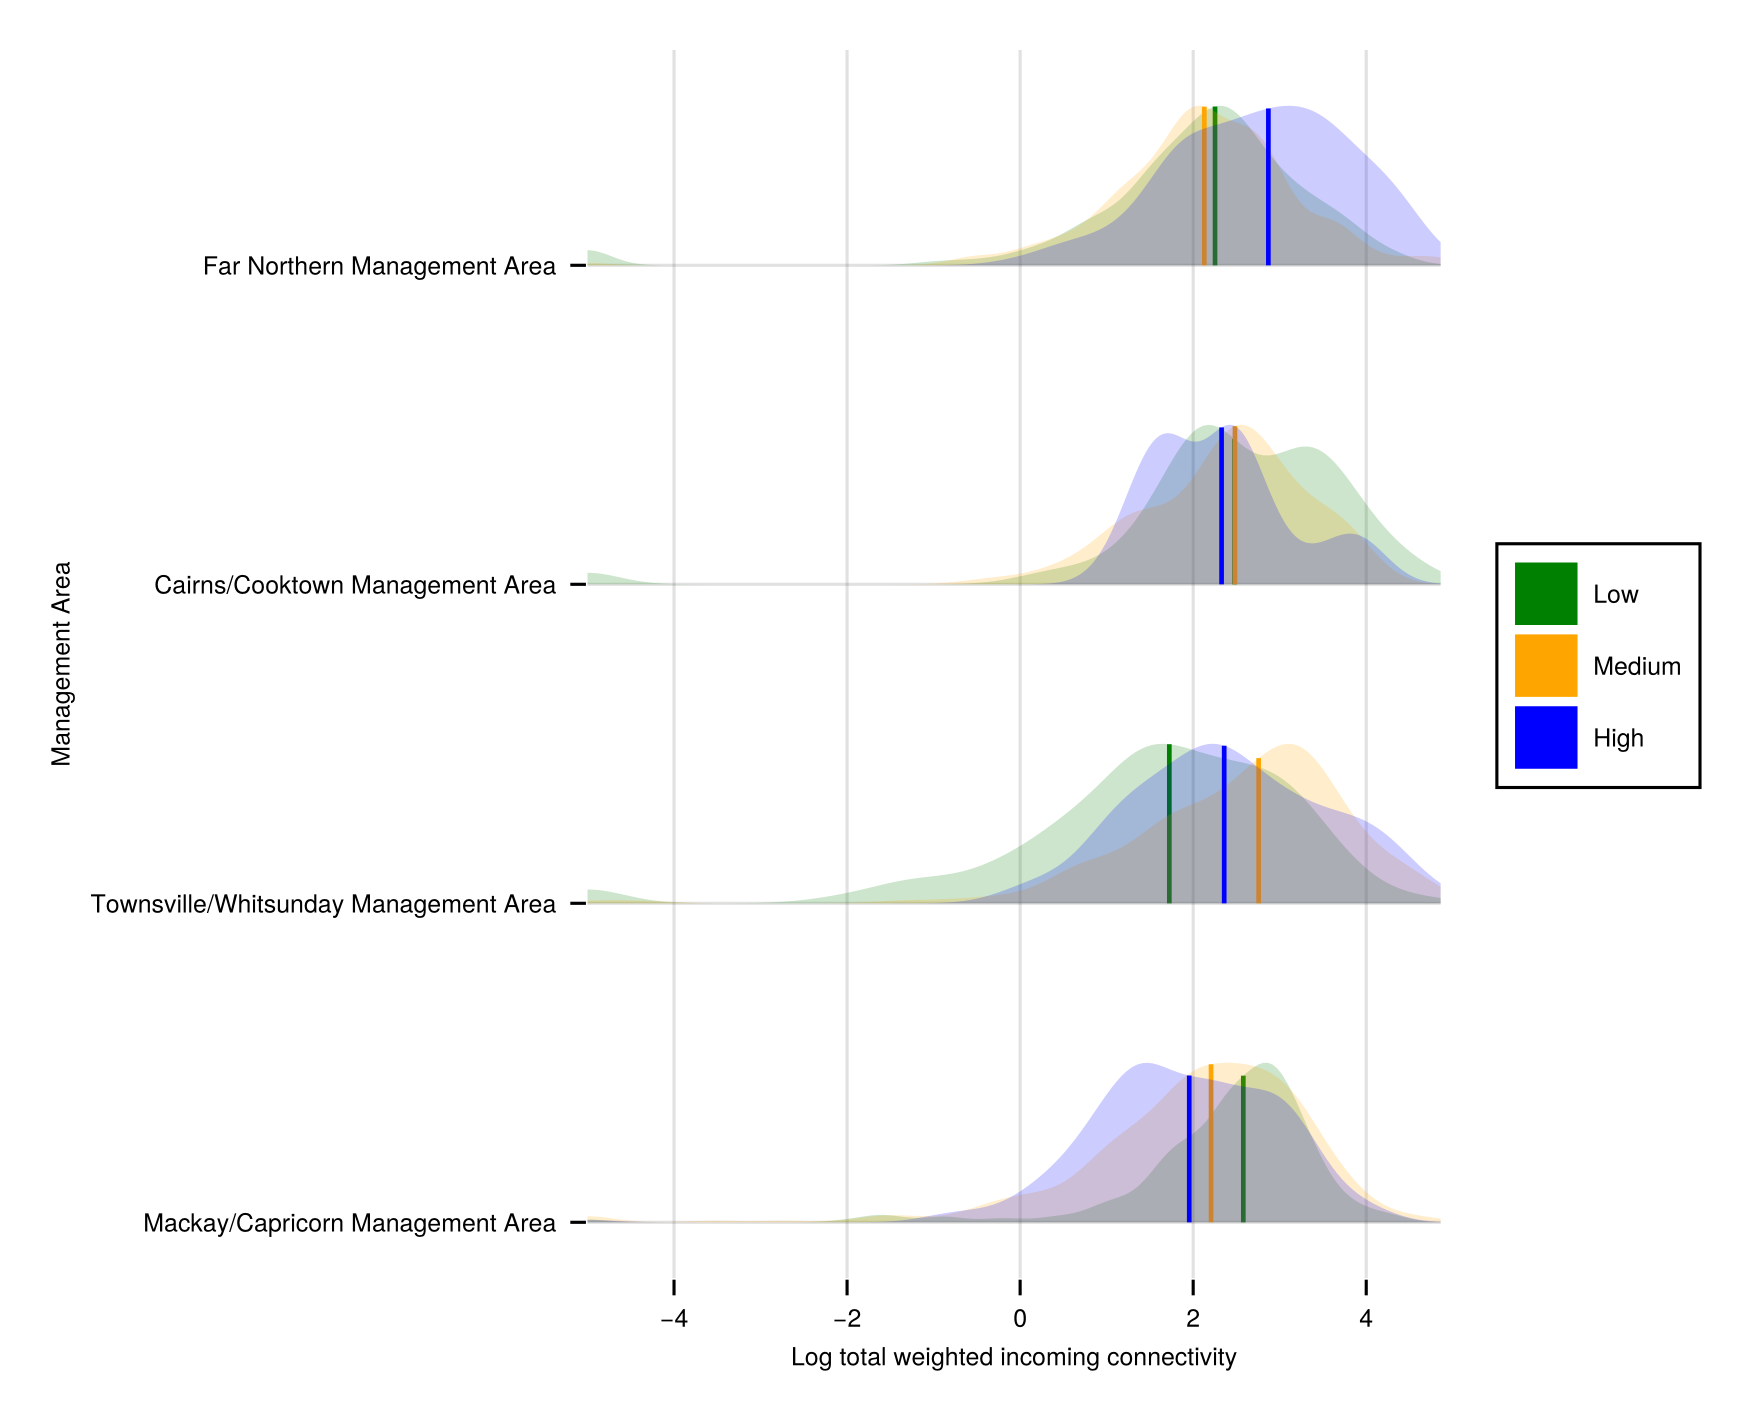 Far Northern Management Area
Cairns/Cooktown Management Area
Townsville/Whitsunday Management Area
Mackay/Capricorn Management Area
Management Area
−4
−2
0
2
4
Log total weighted incoming connectivity
Low
Medium
High